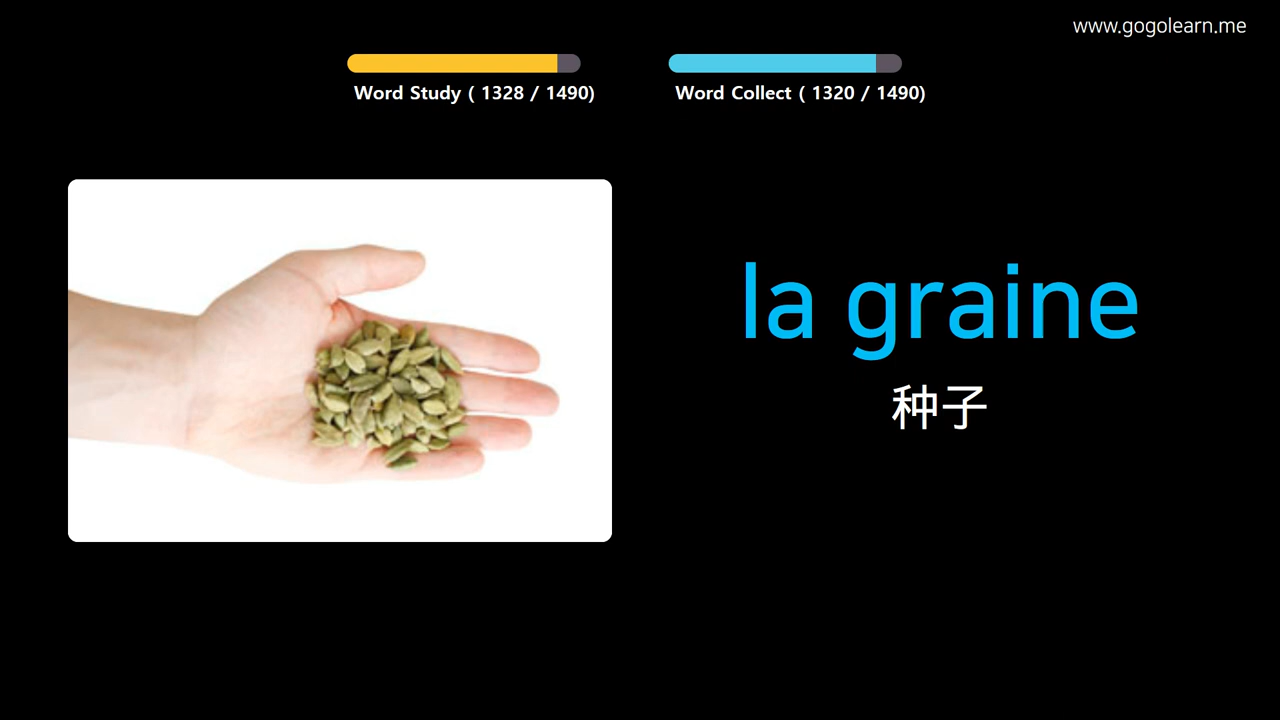 www.gogolearn.me
Word Study ( 1328 / 1490)
Word Collect ( 1320 / 1490)
la graine
种子